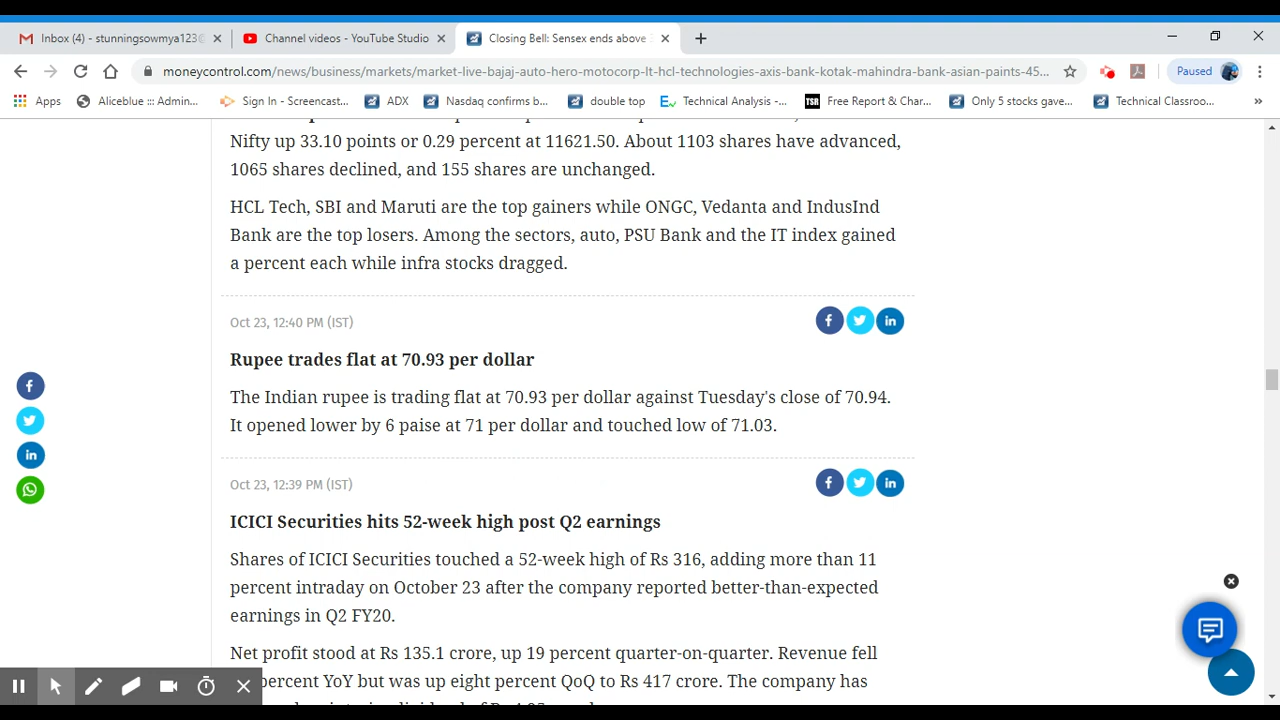 Inbox (4) - stunningsowmya123@
Channel videos - YouTube Studio
Closing Bell: Sensex ends above
moneycontrol.com/news/business/markets/market-live-bajaj-auto-hero-motocorp-lt-hcl-technologies-axis-bank-kotak-mahindra-bank-asian-paints-45...
Paused
Apps
Aliceblue ::: Admin...
Sign In - Screencast...
ADX
Nasdaq confirms b...
double top
Technical Analysis -...
TSR
Free Report & Char...
Only 5 stocks gave...
Technical Classroo...
»
Nifty up 33.10 points or 0.29 percent at 11621.50. About 1103 shares have advanced,
1065 shares declined, and 155 shares are unchanged.
HCL Tech, SBI and Maruti are the top gainers while ONGC, Vedanta and IndusInd
Bank are the top losers. Among the sectors, auto, PSU Bank and the IT index gained
a percent each while infra stocks dragged.
Oct 23, 12:40 PM (IST)
Rupee trades flat at 70.93 per dollar
The Indian rupee is trading flat at 70.93 per dollar against Tuesday's close of 70.94.
It opened lower by 6 paise at 71 per dollar and touched low of 71.03.
Oct 23, 12:39 PM (IST)
ICICI Securities hits 52-week high post Q2 earnings
Shares of ICICI Securities touched a 52-week high of Rs 316, adding more than 11
percent intraday on October 23 after the company reported better-than-expected
earnings in Q2 FY20.
Net profit stood at Rs 135.1 crore, up 19 percent quarter-on-quarter. Revenue fell
percent YoY but was up eight percent QoQ to Rs 417 crore. The company has